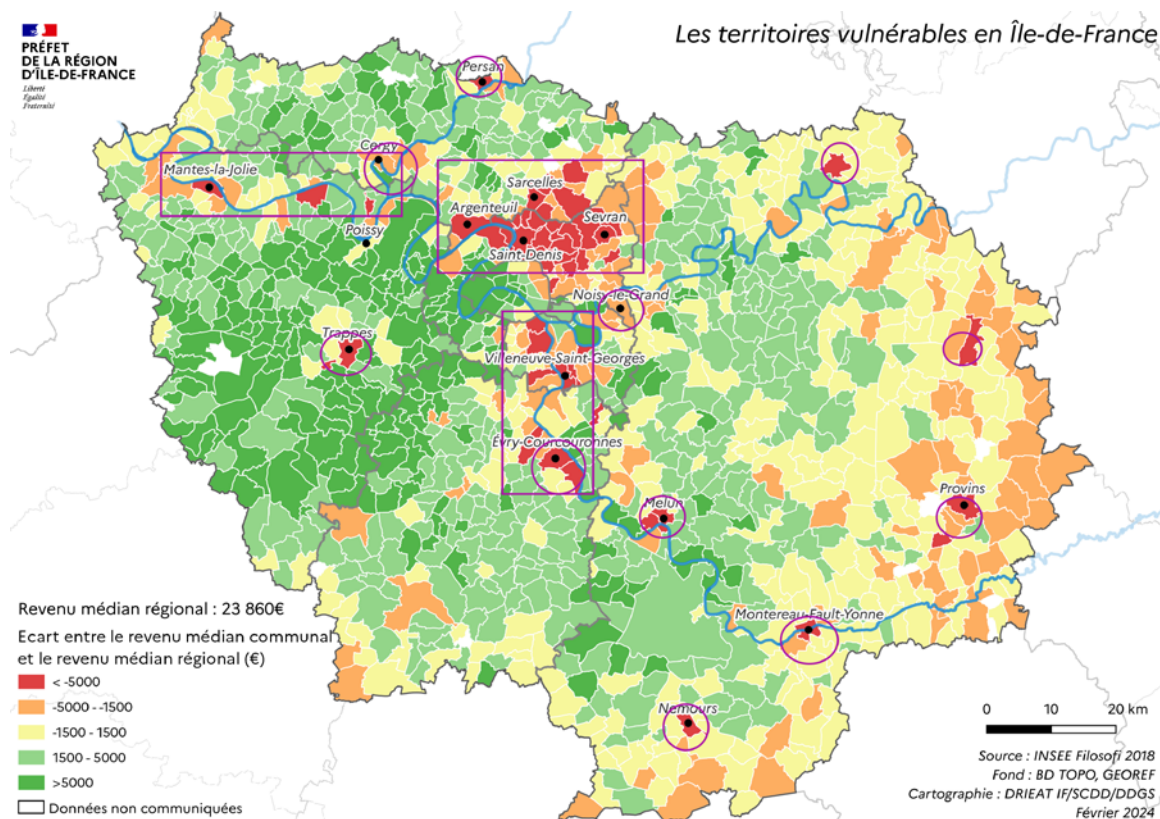 Les territoires vulnérables en Île-de-France
PRÉFET
DE LA RÉGION
D'ÎLE-DE-FRANCE
Liberté
Égalité
Fraternité
Persan
Cergy
Mantes-la-Jolie
Sarcelles
Argenteuil
Sevran
Poissy
Saint-Denis
Noisy-le-Grand
Trappes
Villeneuve-Saint-Georges
Évry-Courcouronnes
Melun
Provins
Montereau-Fault-Yonne
Nemours
Revenu médian régional : 23 860€
Ecart entre le revenu médian communal
et le revenu médian régional (€)
< -5000
-5000 - -1500
-1500 - 1500
1500 - 5000
>5000
Données non communiquées
0 10 20 km
Source : INSEE Filosofi 2018
Fond : BD TOPO, GEOREF
Cartographie : DRIEAT IF/SCDD/DDGS
Février 2024